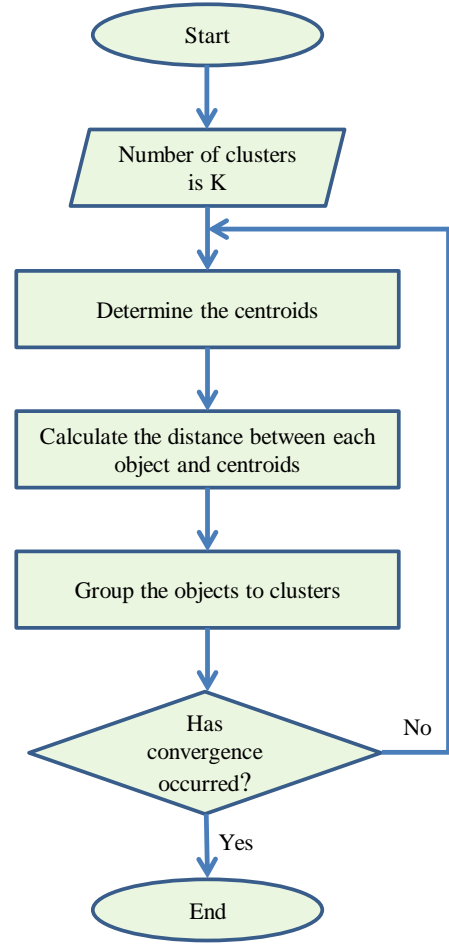 Start
Number of clusters
is K
Determine the centroids
Calculate the distance between each
object and centroids
Group the objects to clusters
Has
convergence
occurred?
No
Yes
End